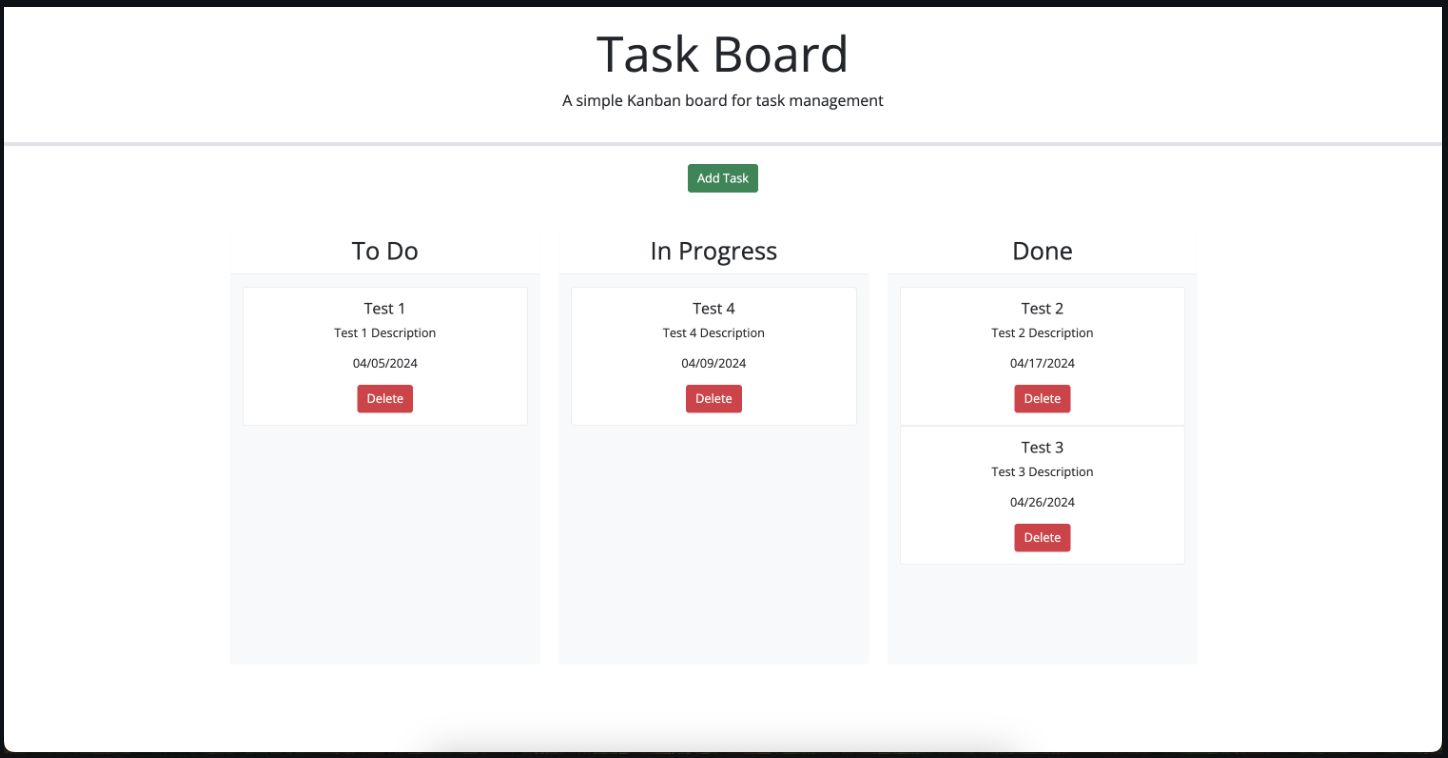 Task Board
A simple Kanban board for task management
Add Task
To Do
Test 1
Test 1 Description
04/05/2024
Delete
In Progress
Test 4
Test 4 Description
04/09/2024
Delete
Done
Test 2
Test 2 Description
04/17/2024
Delete
Test 3
Test 3 Description
04/26/2024
Delete